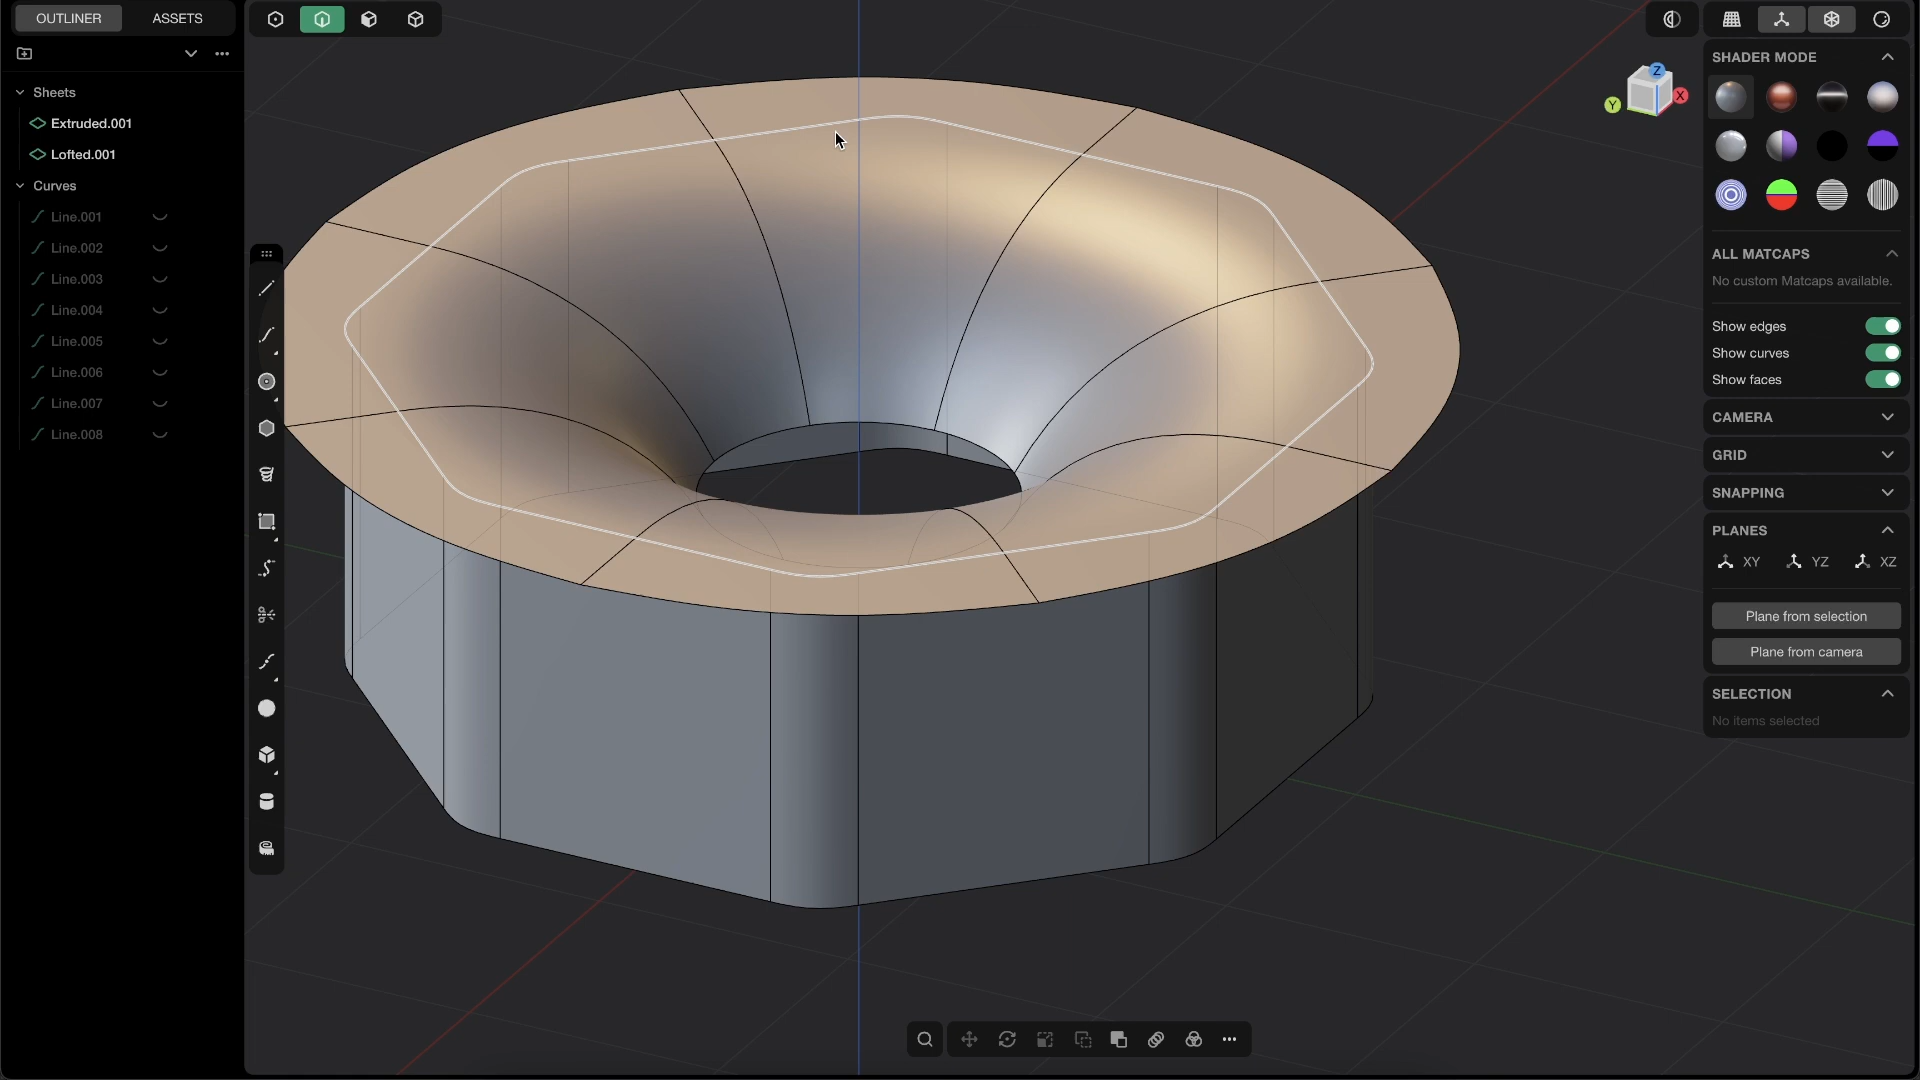 OUTLINER
ASSETS
Sheets
Extruded.001
Lofted.001
Curves
Line.001
Line.002
Line.003
Line.004
Line.005
Line.006
Line.007
Line.008
Z
Y
X
SHADER MODE
ALL MATCAPS
No custom Matcaps available.
Show edges
Show curves
Show faces
CAMERA
GRID
SNAPPING
PLANES
XY
YZ
XZ
Plane from selection
Plane from camera
SELECTION
No items selected